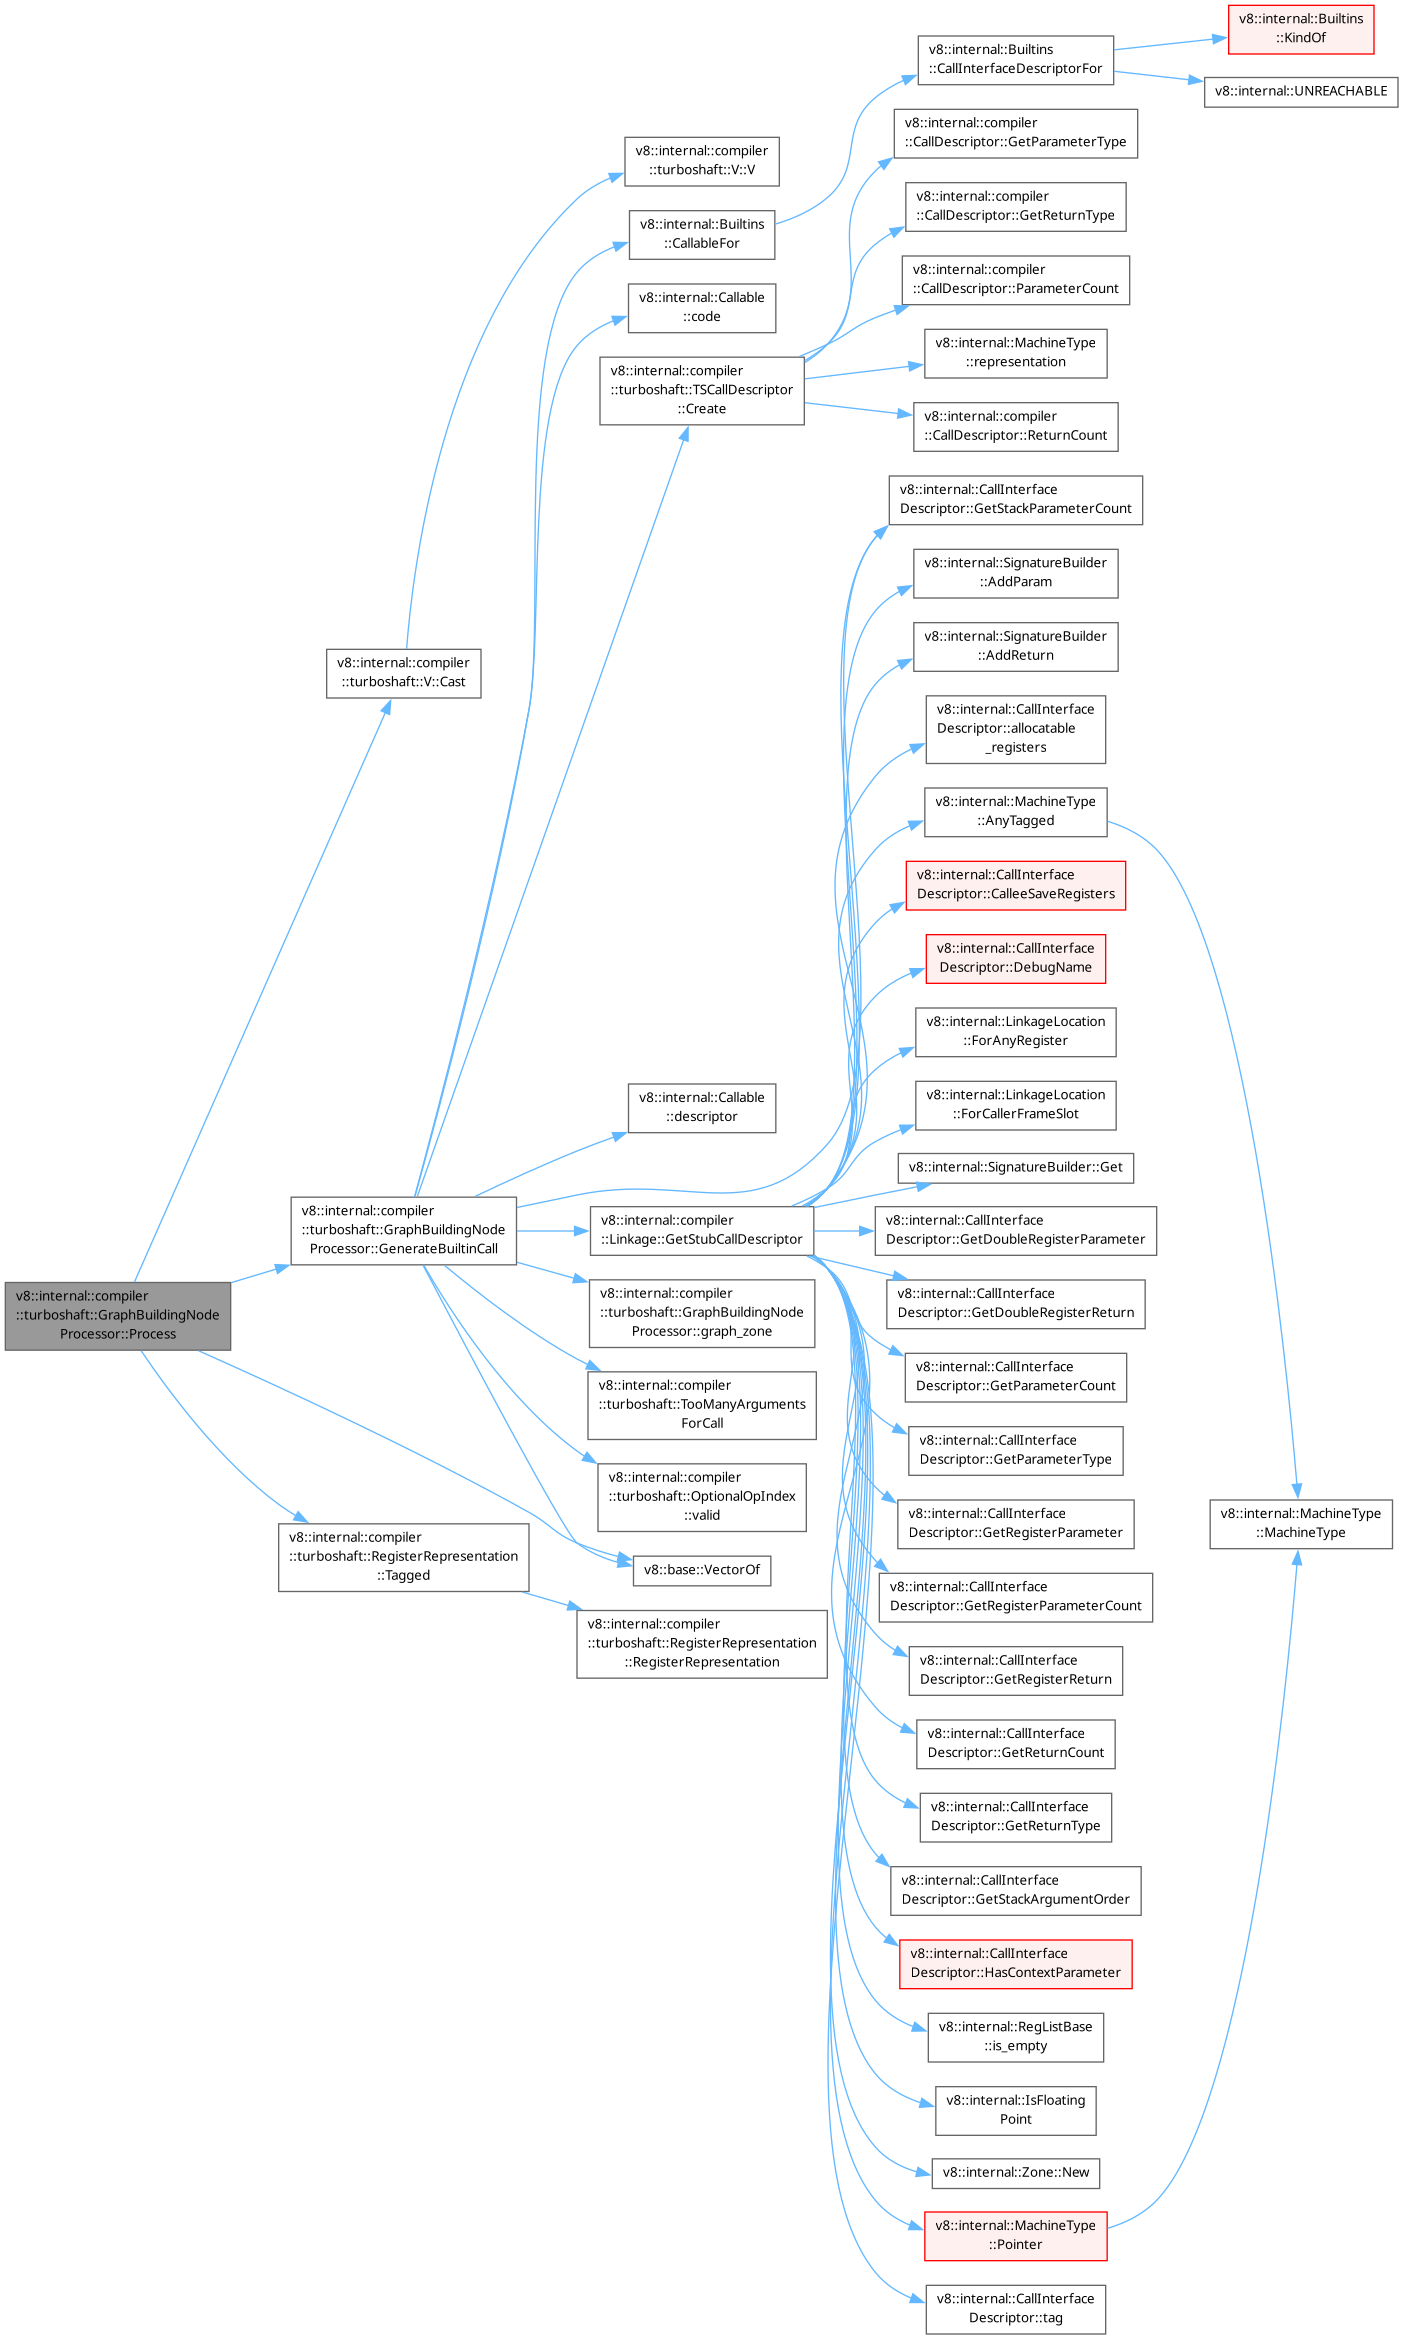 v8::internal::Builtins
::KindOf
v8::internal::Builtins
::CallInterfaceDescriptorFor
v8::internal::UNREACHABLE
v8::internal::compiler
::CallDescriptor::GetParameterType
v8::internal::compiler
::turboshaft::V::V
v8::internal::compiler
::CallDescriptor::GetReturnType
v8::internal::Builtins
::CallableFor
v8::internal::compiler
::CallDescriptor::ParameterCount
v8::internal::Callable
::code
v8::internal::MachineType
::representation
v8::internal::compiler
::turboshaft::TSCallDescriptor
::Create
v8::internal::compiler
::CallDescriptor::ReturnCount
v8::internal::CallInterface
Descriptor::GetStackParameterCount
v8::internal::SignatureBuilder
::AddParam
v8::internal::SignatureBuilder
::AddReturn
v8::internal::compiler
::turboshaft::V::Cast
v8::internal::CallInterface
Descriptor::allocatable
_registers
v8::internal::MachineType
::AnyTagged
v8::internal::CallInterface
Descriptor::CalleeSaveRegisters
v8::internal::CallInterface
Descriptor::DebugName
v8::internal::LinkageLocation
::ForAnyRegister
v8::internal::Callable
::descriptor
v8::internal::LinkageLocation
::ForCallerFrameSlot
v8::internal::SignatureBuilder::Get
v8::internal::compiler
::turboshaft::GraphBuildingNode
Processor::GenerateBuiltinCall
v8::internal::compiler
::Linkage::GetStubCallDescriptor
v8::internal::CallInterface
Descriptor::GetDoubleRegisterParameter
v8::internal::compiler
::turboshaft::GraphBuildingNode
Processor::Process
v8::internal::compiler
::turboshaft::GraphBuildingNode
Processor::graph_zone
v8::internal::CallInterface
Descriptor::GetDoubleRegisterReturn
v8::internal::CallInterface
Descriptor::GetParameterCount
v8::internal::compiler
::turboshaft::TooManyArguments
ForCall
v8::internal::CallInterface
Descriptor::GetParameterType
v8::internal::compiler
::turboshaft::OptionalOpIndex
::valid
v8::internal::CallInterface
Descriptor::GetRegisterParameter
v8::internal::MachineType
::MachineType
v8::internal::compiler
::turboshaft::RegisterRepresentation
::Tagged
v8::base::VectorOf
v8::internal::CallInterface
Descriptor::GetRegisterParameterCount
v8::internal::compiler
::turboshaft::RegisterRepresentation
::RegisterRepresentation
v8::internal::CallInterface
Descriptor::GetRegisterReturn
v8::internal::CallInterface
Descriptor::GetReturnCount
v8::internal::CallInterface
Descriptor::GetReturnType
v8::internal::CallInterface
Descriptor::GetStackArgumentOrder
v8::internal::CallInterface
Descriptor::HasContextParameter
v8::internal::RegListBase
::is_empty
v8::internal::IsFloating
Point
v8::internal::Zone::New
v8::internal::MachineType
::Pointer
v8::internal::CallInterface
Descriptor::tag